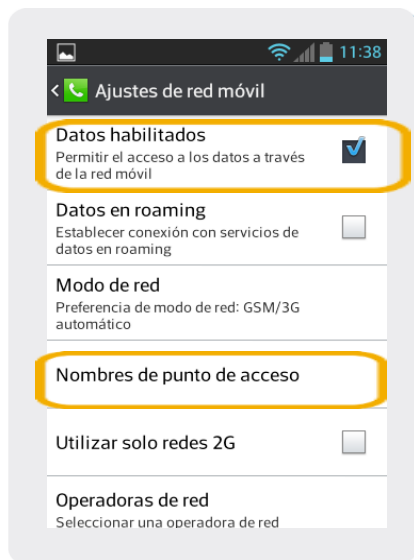 11:38
Ajustes de red móvil
Datos habilitados
Permitir el acceso a los datos a través
de la red móvil
Datos en roaming
Establecer conexión con servicios de
datos en roaming
Modo de red
Preferencia de modo de red: GSM/3G
automático
Nombres de punto de acceso
Utilizar solo redes 2G
Operadoras de red
Seleccionar una operadora de red